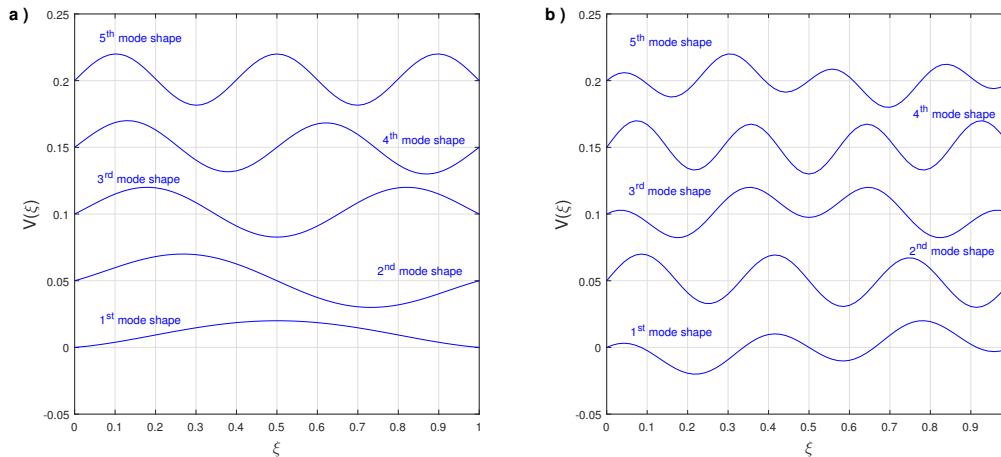 a )
0.25
0.2
0.15
0.1
0.05
0
-0.05
V(ξ)
5th mode shape
4th mode shape
3rd mode shape
2nd mode shape
1st mode shape
0 0.1 0.2 0.3 0.4 0.5 0.6 0.7 0.8 0.9 1
ξ
b )
0.25
0.2
0.15
0.1
0.05
0
-0.05
V(ξ)
5th mode shape
4th mode shape
3rd mode shape
2nd mode shape
1st mode shape
0 0.1 0.2 0.3 0.4 0.5 0.6 0.7 0.8 0.9
ξ